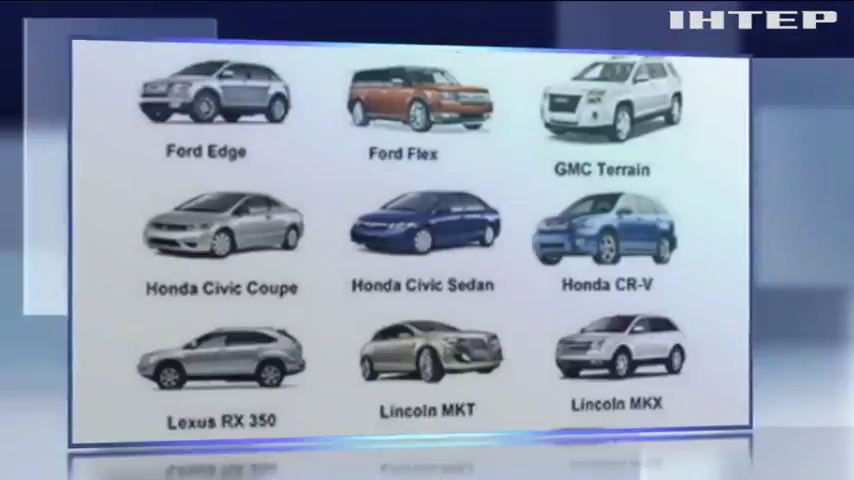 ІНТЕР
Ford Edge
Ford Flex
GMC Terrain
Honda Civic Coupe
Honda Civic Sedan
Honda CR-V
Lexus RX 350
Lincoln MKT
Lincoln MKX